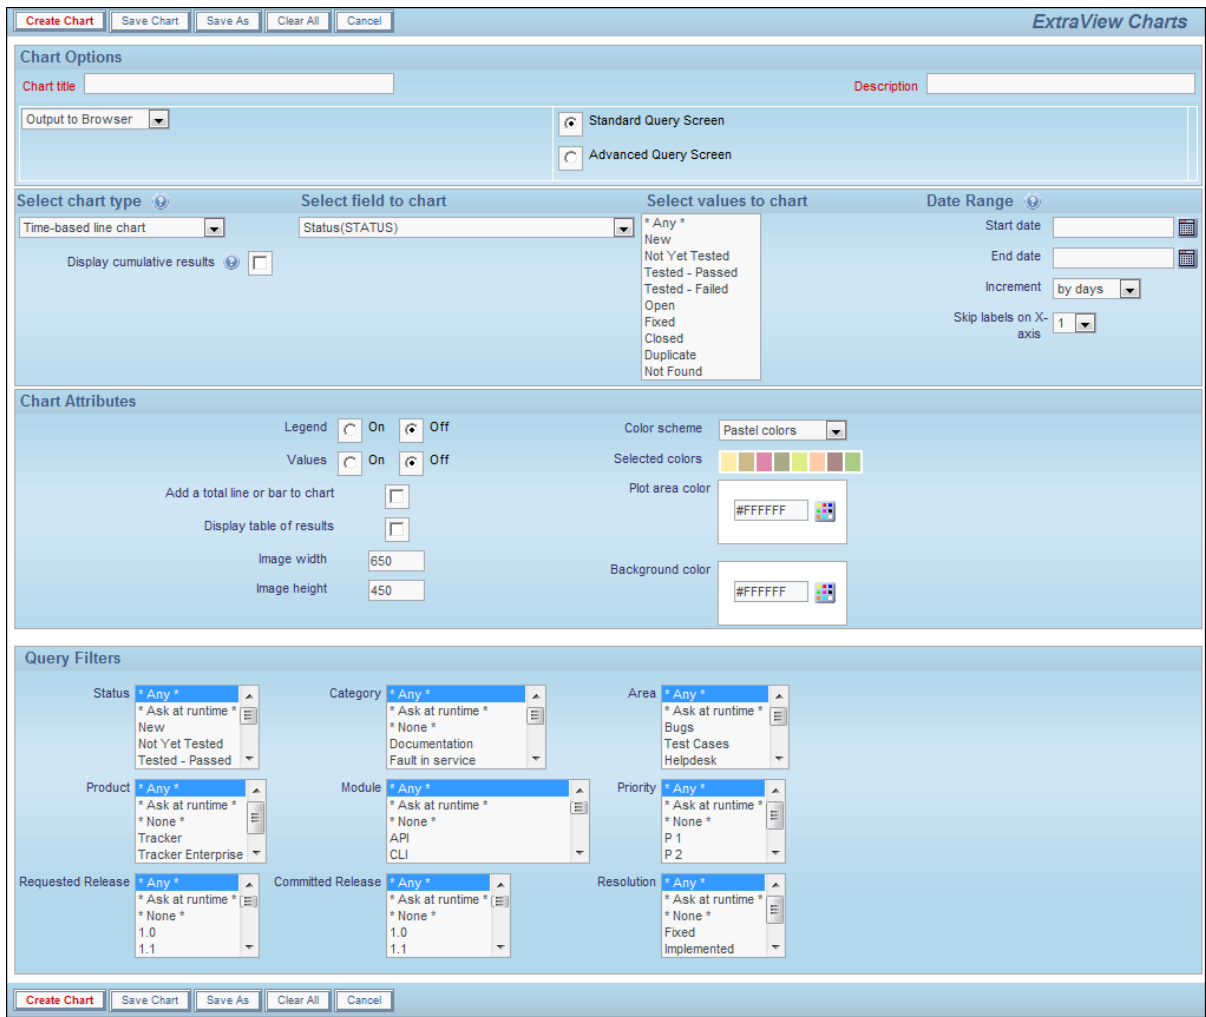 Create Chart Save Chart Save As Clear All Cancel ExtraView Charts
Chart Options
Chart title Description
Output to Browser Standard Query Screen
Advanced Query Screen
Select chart type Select field to chart Select values to chart Date Range
Time-based line chart Status(STATUS) * Any * Start date
New
Display cumulative results Not Yet Tested End date
Tested - Passed
Tested - Failed Increment by days
Open
Fixed Skip labels on X-axis 1
Closed
Duplicate
Not Found
Chart Attributes
Legend On Off Color scheme Pastel colors
Values On Off Selected colors
Add a total line or bar to chart Plot area color #FFFFFF
Display table of results
Image width 650 Background color #FFFFFF
Image height 450
Query Filters
Status * Any * Category * Any * Area * Any *
* Ask at runtime * * Ask at runtime * * Ask at runtime *
New * None * Bugs
Not Yet Tested Documentation Test Cases
Tested - Passed Fault in service Helpdesk
Product * Any * Module * Any * Priority * Any *
* Ask at runtime * * Ask at runtime * * Ask at runtime *
* None * * None * * None *
Tracker API P 1
Tracker Enterprise CLI P 2
Requested Release * Any * Committed Release * Any * Resolution * Any *
* Ask at runtime * * Ask at runtime * * Ask at runtime *
* None * * None * * None *
1.0 1.0 Fixed
1.1 1.1 Implemented
Create Chart Save Chart Save As Clear All Cancel